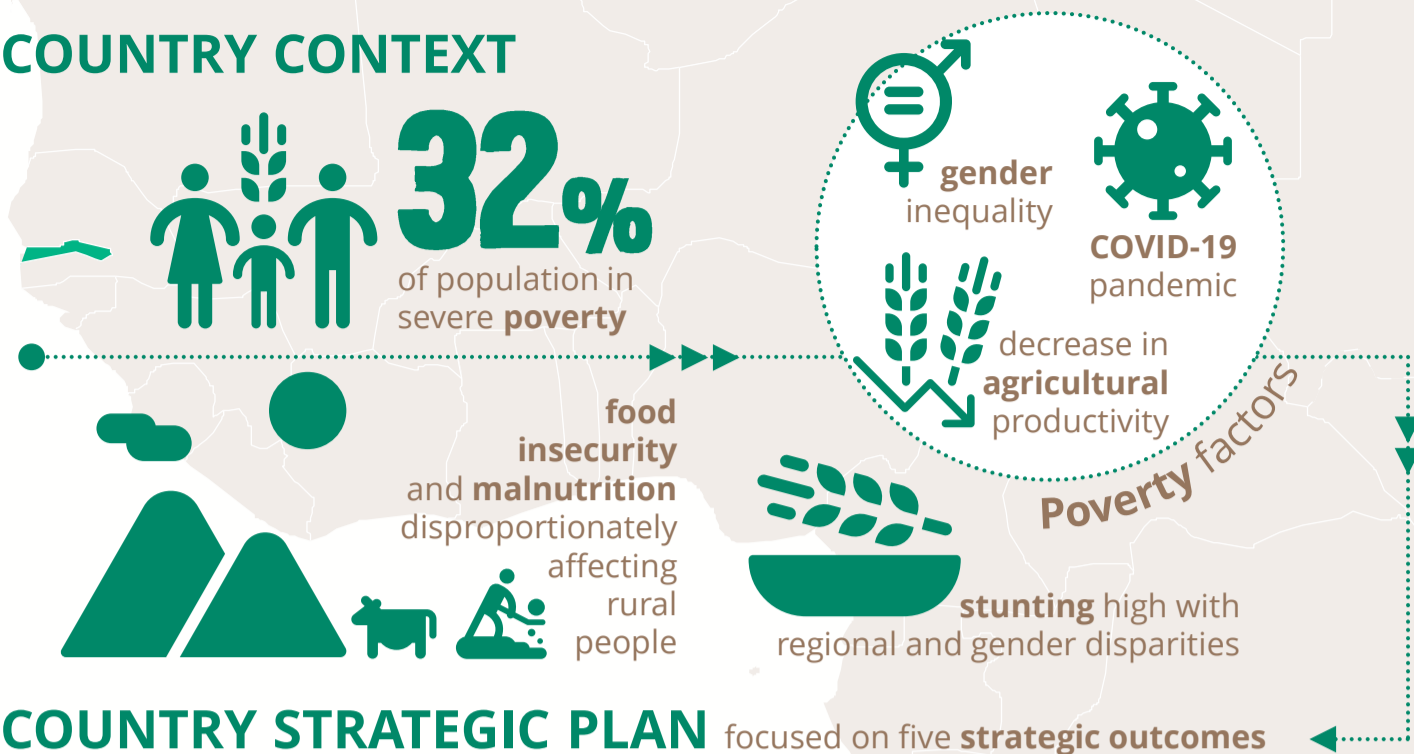 COUNTRY CONTEXT
32%
of population in
severe poverty
gender
inequality
COVID-19
pandemic
decrease in
agricultural
productivity
Poverty factors
food
insecurity
and malnutrition
disproportionately
affecting
rural
people
stunting high with
regional and gender disparities
COUNTRY STRATEGIC PLAN focused on five strategic outcomes